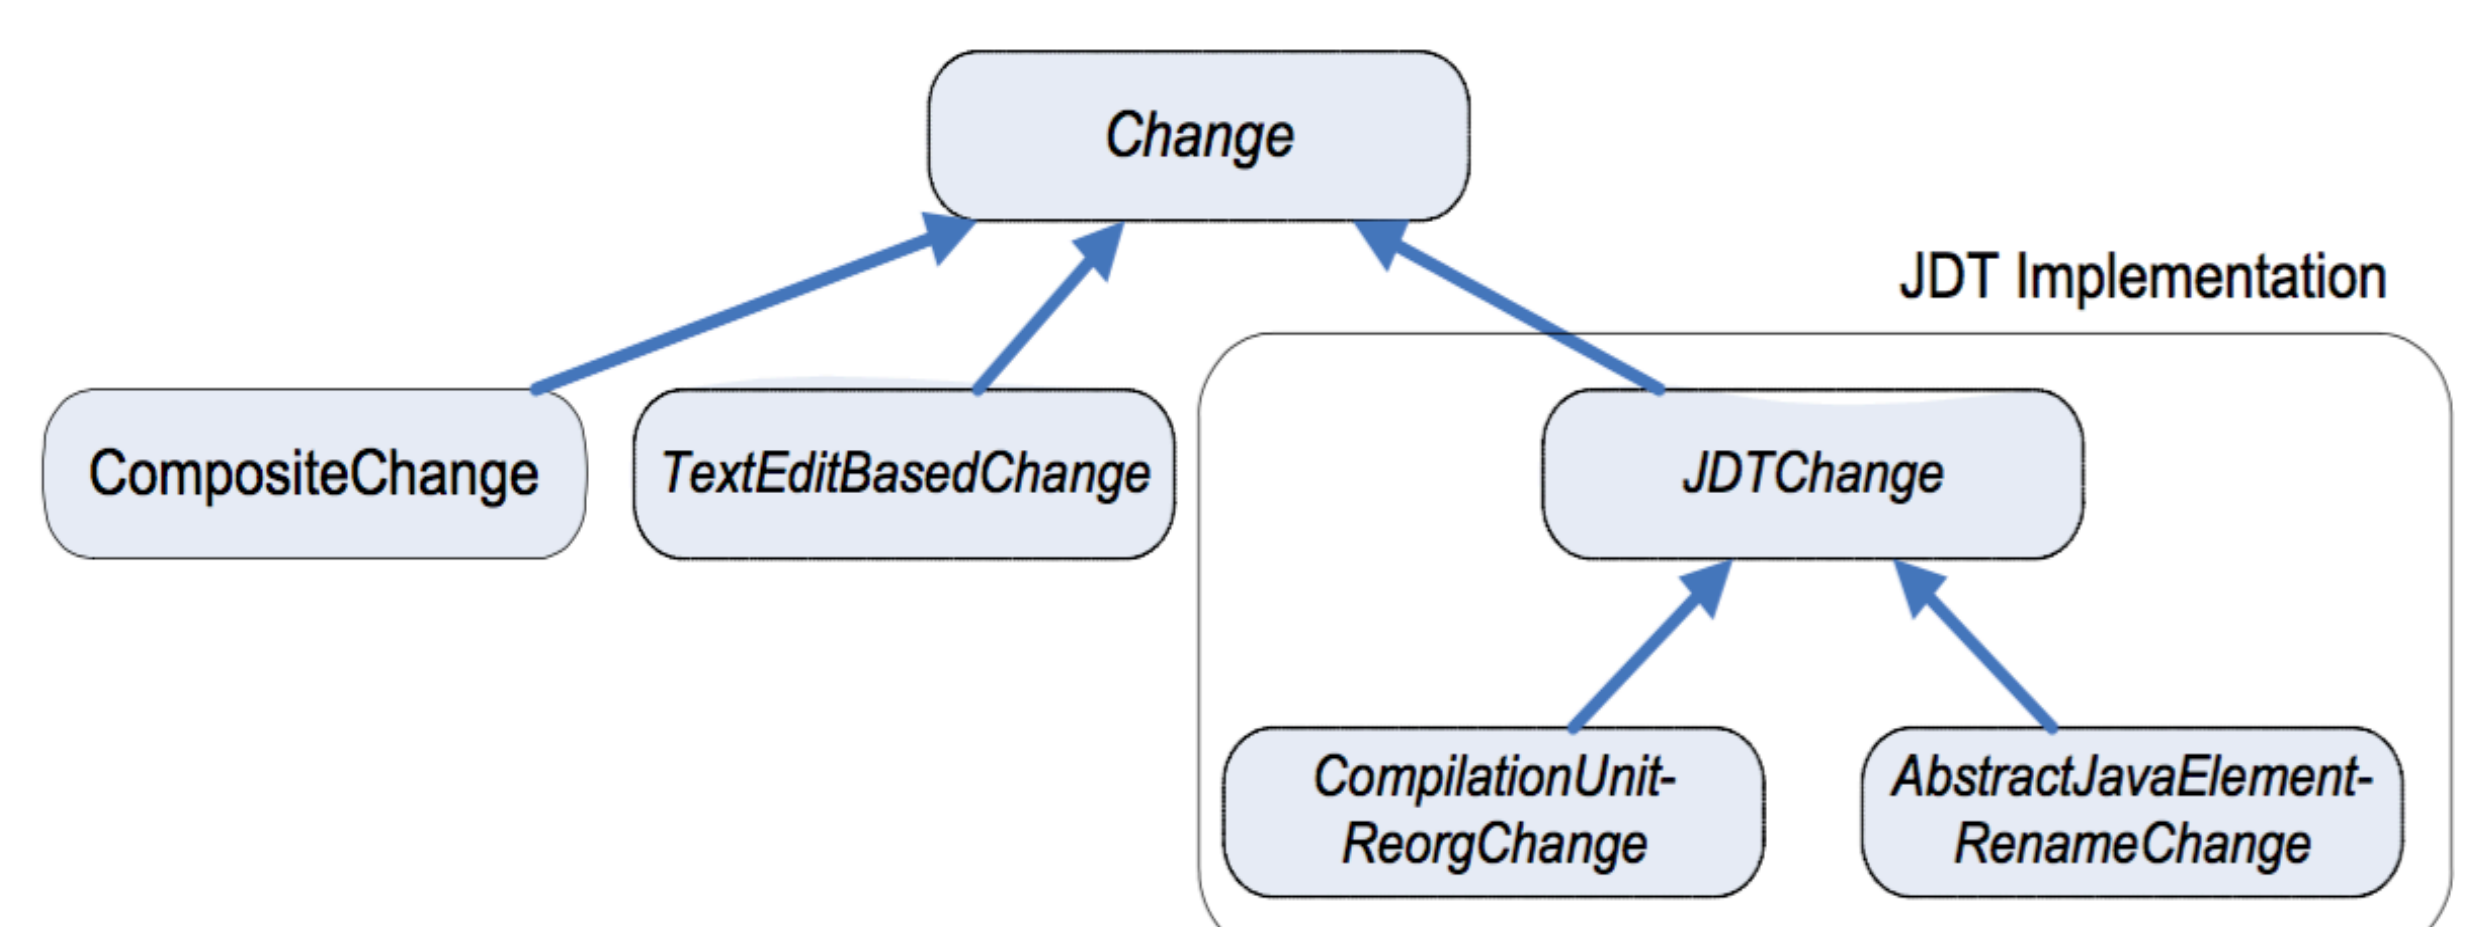 Change
JDT Implementation
CompositeChange
TextEditBasedChange
JDTChange
CompilationUnit-
ReorgChange
AbstractJavaElement-
RenameChange